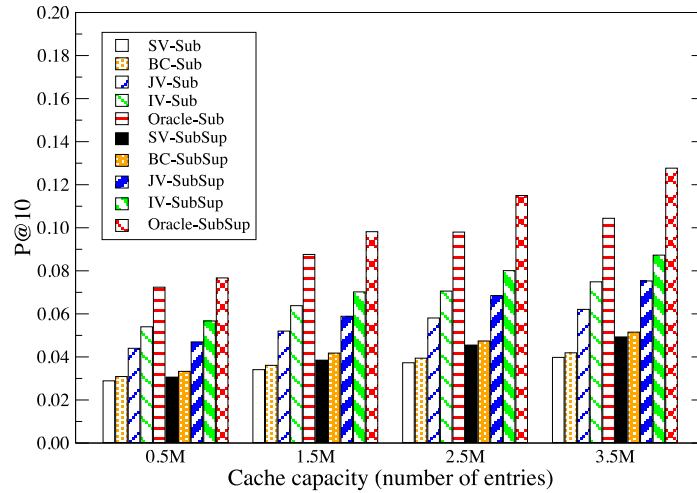 0.20
0.18
0.16
0.14
0.12
0.10
0.08
0.06
0.04
0.02
0.00
P@10
SV-Sub
BC-Sub
JV-Sub
IV-Sub
Oracle-Sub
SV-SubSup
BC-SubSup
JV-SubSup
IV-SubSup
Oracle-SubSup
0.5M 1.5M 2.5M 3.5M
Cache capacity (number of entries)